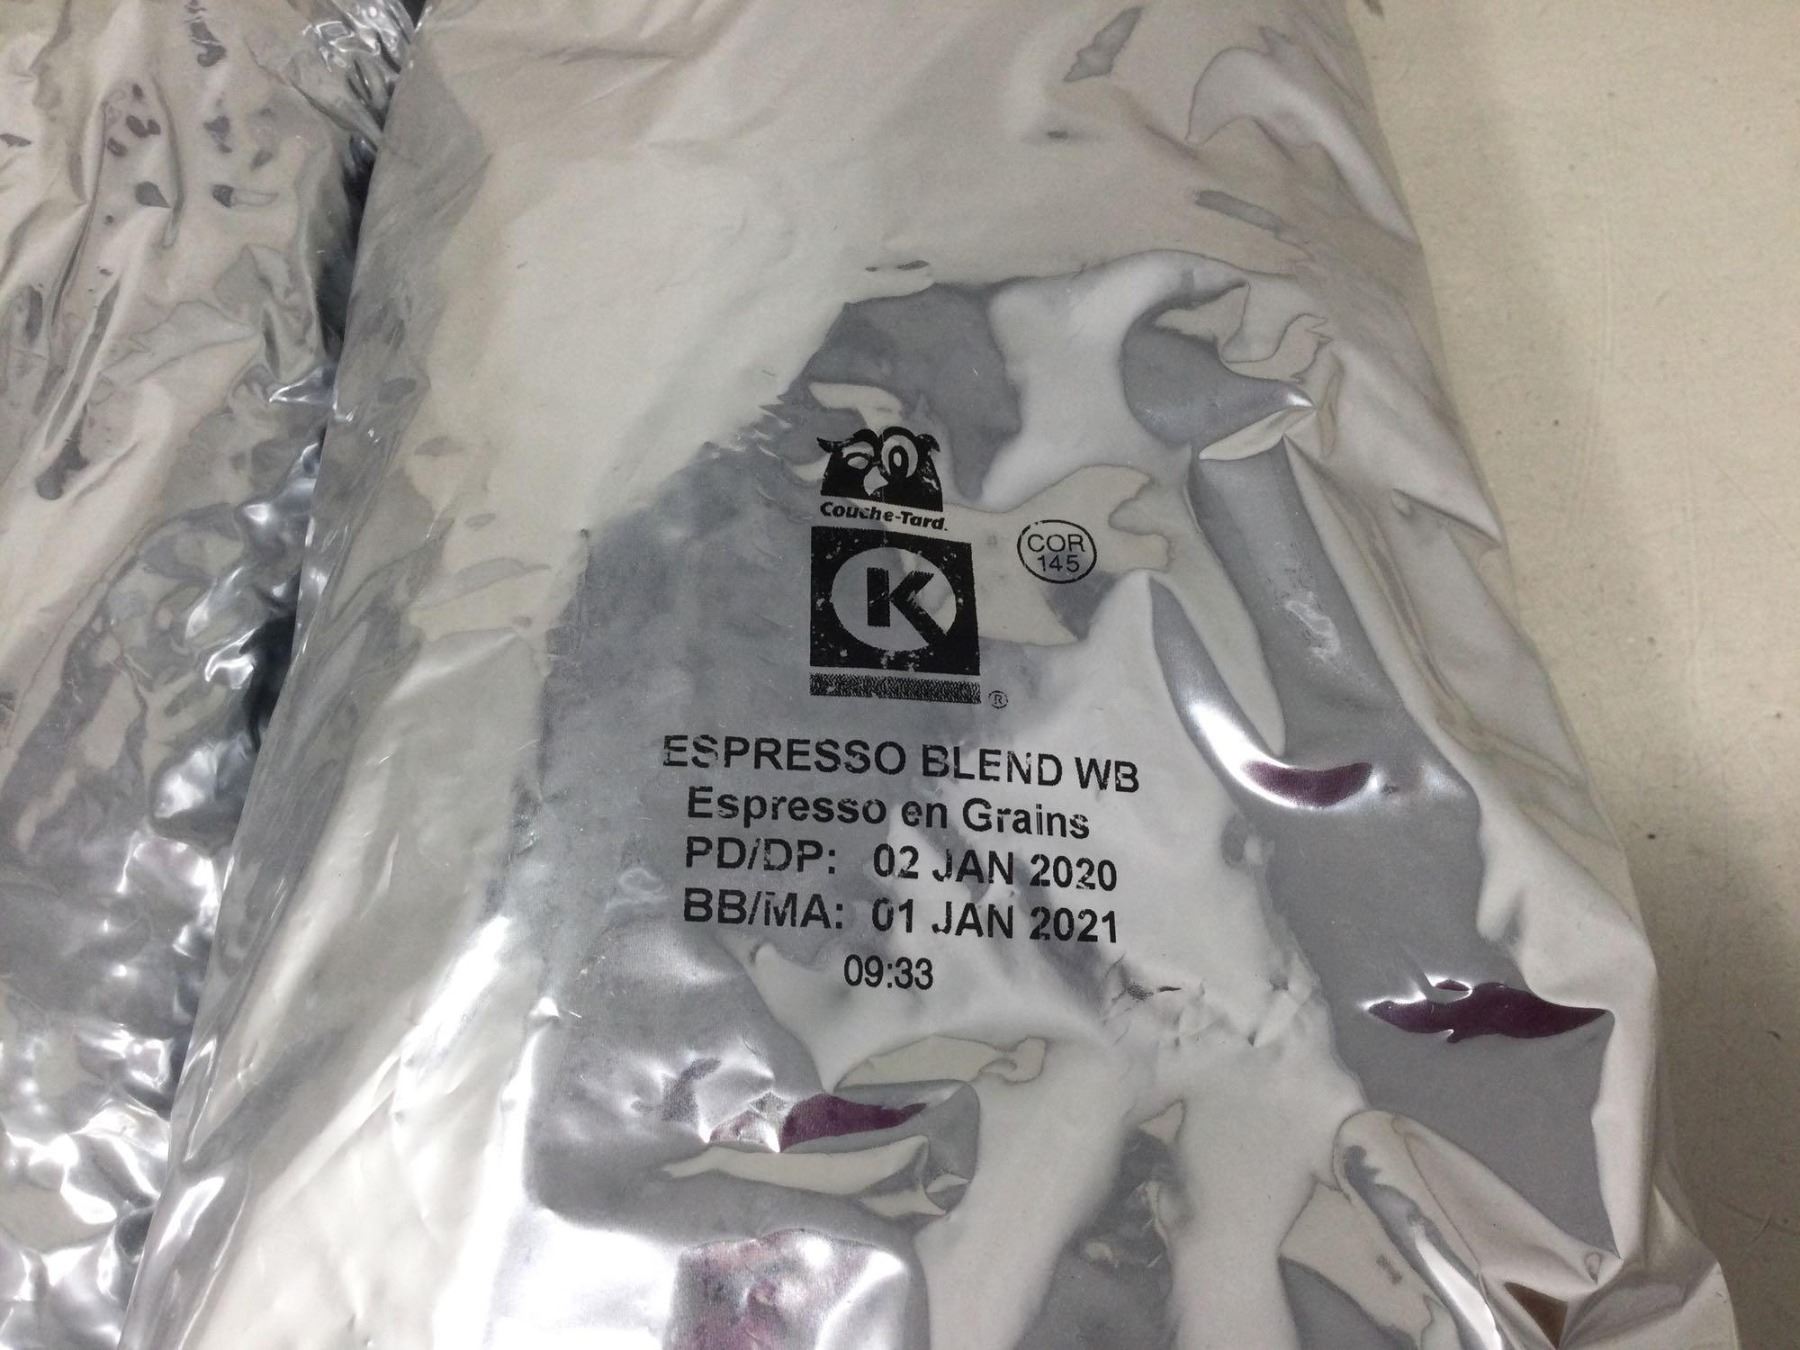 Couche-Tard.
K
®
COR
145
ESPRESSO BLEND WB
Espresso en Grains
PD/DP: 02 JAN 2020
BB/MA: 01 JAN 2021
09:33